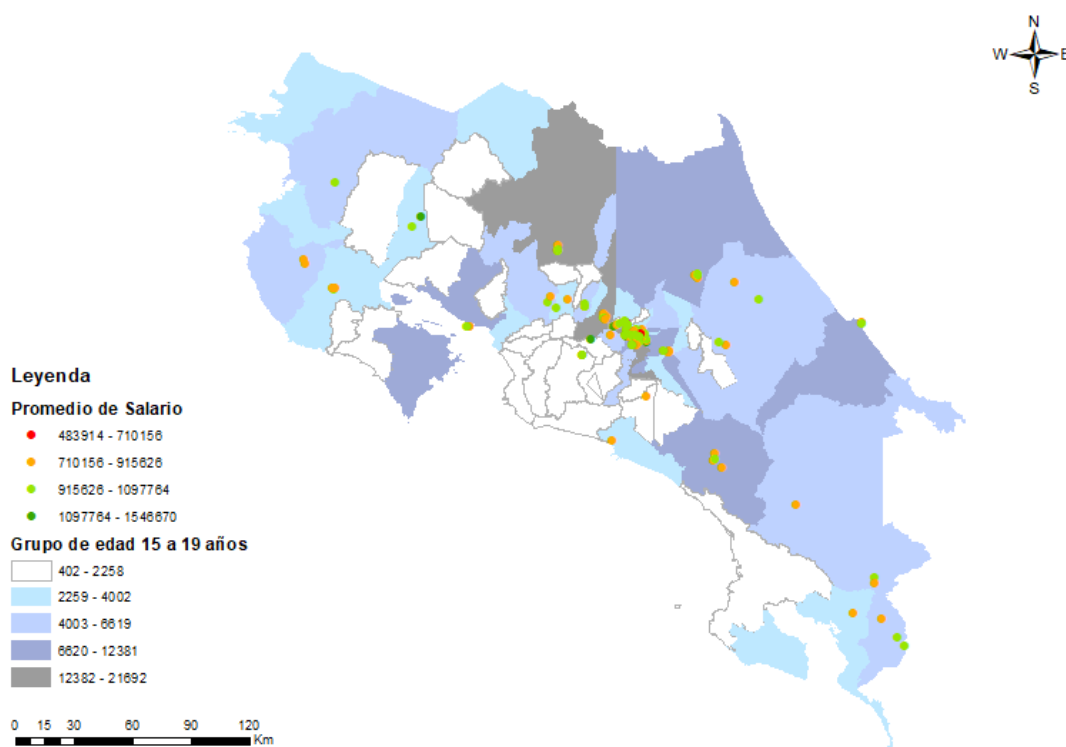 N
W E
S
Leyenda
Promedio de Salario
483914 - 710156
710156 - 915626
915626 - 1097764
1097764 - 1546670
Grupo de edad 15 a 19 años
402 - 2258
2259 - 4002
4003 - 6619
6620 - 12381
12382 - 21692
0 15 30 60 90 120
Km